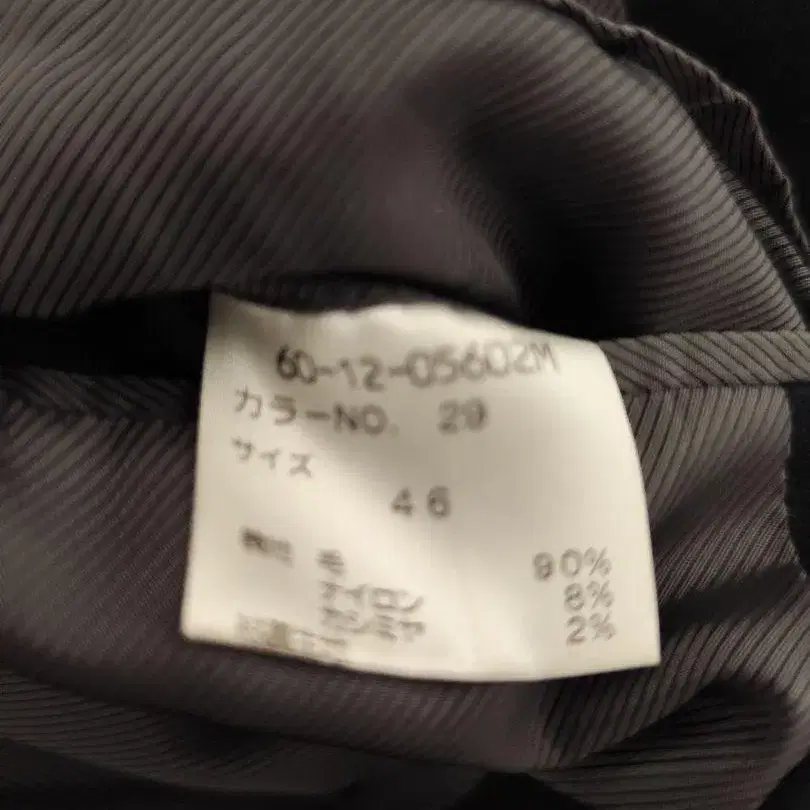 60-12-05602M
カラーNO. 29
サイズ
46
毛 90%
ナイロン 8%
カシミヤ 2%